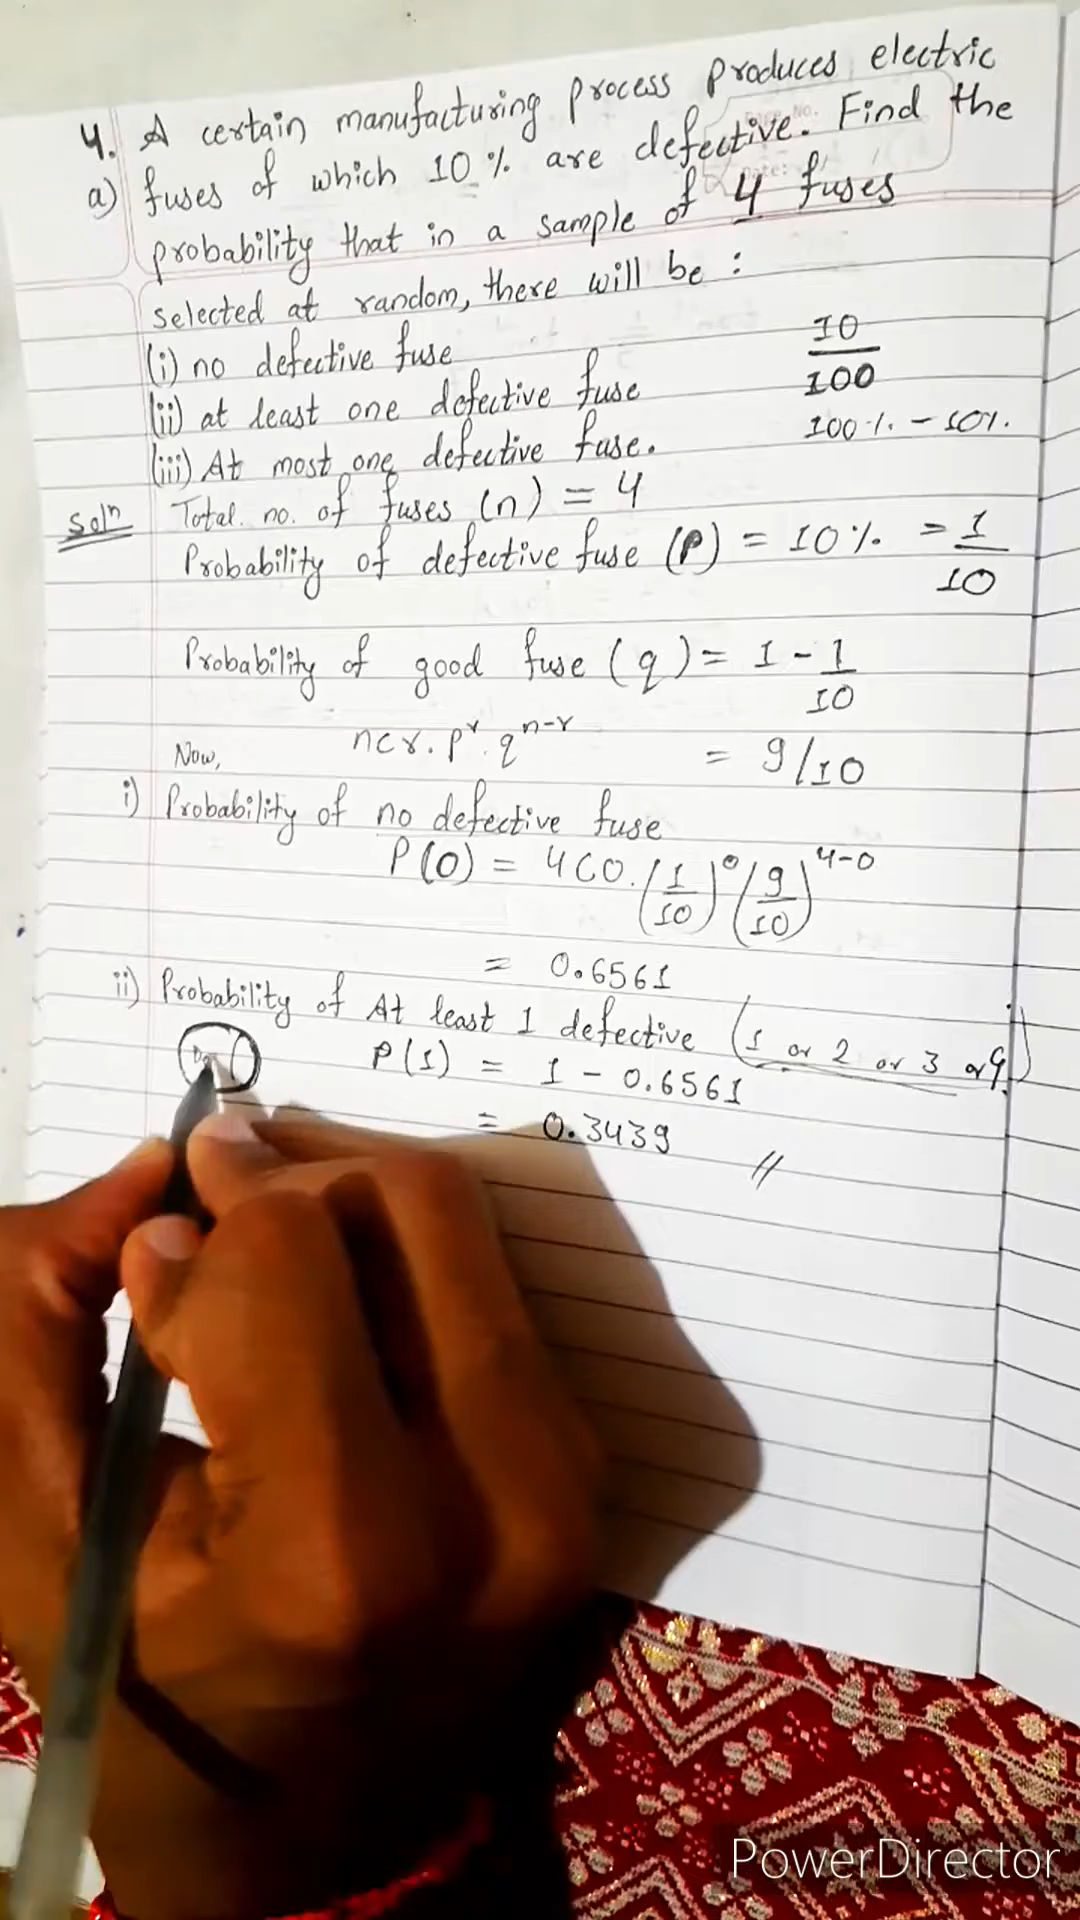 4. A certain manufacturing process produces electric
a) fuses of which 10 % are defective. Find the
probability that in a sample of 4 fuses
selected at random, there will be :
(i) no defective fuse
(ii) at least one defective fuse
(iii) At most one defective fuse.
10
100
100 % - 10%
Soln Total. no. of fuses (n) = 4
Probability of defective fuse (P) = 10% = 1/10
Probability of good fuse (q) = 1 - 1/10
Now, ncr. p^r. q^n-r = 9/10
i) Probability of no defective fuse
P(0) = 4C0. (1/10)^0 (9/10)^4-0
= 0.6561
ii) Probability of At least 1 defective (1 or 2 or 3 or 4)
P(1) = 1 - 0.6561
= 0.3439 //
PowerDirector